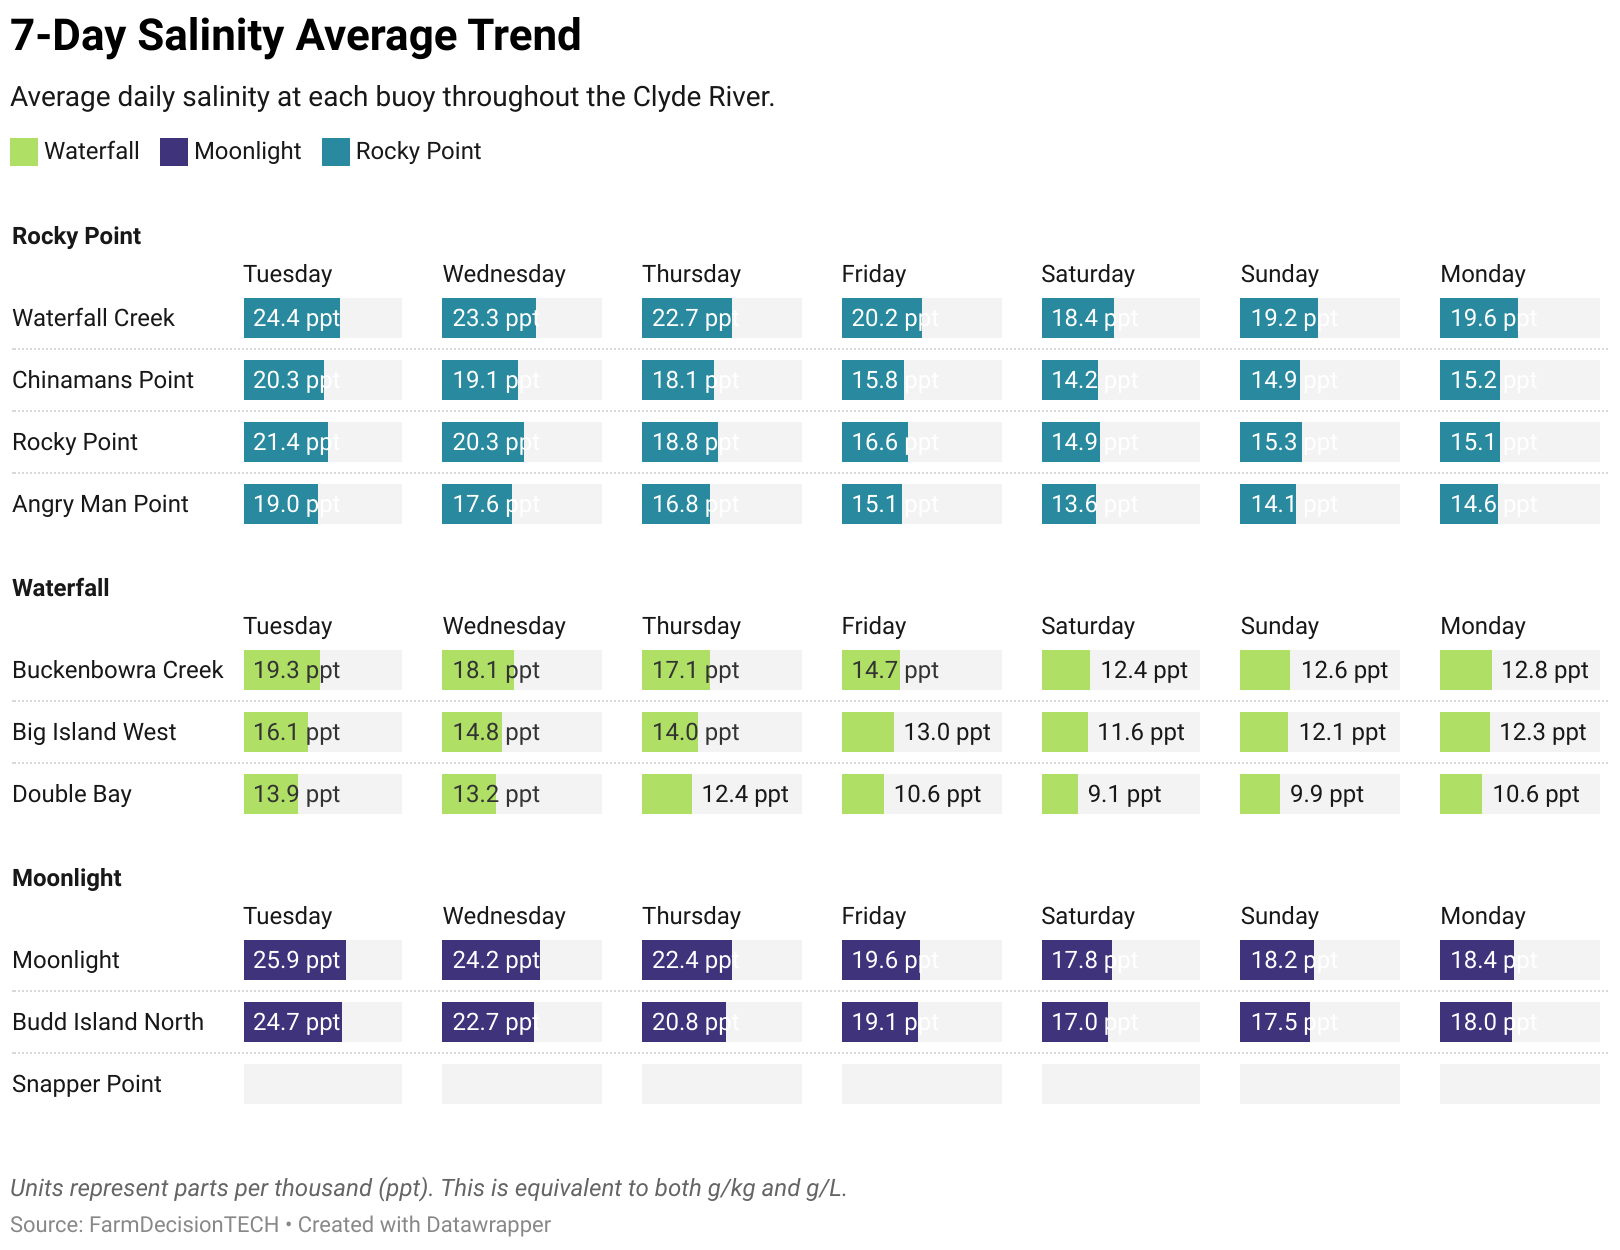 7-Day Salinity Average Trend
Average daily salinity at each buoy throughout the Clyde River.
Waterfall Moonlight Rocky Point
Rocky Point
Tuesday Wednesday Thursday Friday Saturday Sunday Monday
Waterfall Creek 24.4 ppt 23.3 ppt 22.7 ppt 20.2 ppt 18.4 ppt 19.2 ppt 19.6 ppt
Chinamans Point 20.3 ppt 19.1 ppt 18.1 ppt 15.8 ppt 14.2 ppt 14.9 ppt 15.2 ppt
Rocky Point 21.4 ppt 20.3 ppt 18.8 ppt 16.6 ppt 14.9 ppt 15.3 ppt 15.1 ppt
Angry Man Point 19.0 ppt 17.6 ppt 16.8 ppt 15.1 ppt 13.6 ppt 14.1 ppt 14.6 ppt
Waterfall
Tuesday Wednesday Thursday Friday Saturday Sunday Monday
Buckenbowra Creek 19.3 ppt 18.1 ppt 17.1 ppt 14.7 ppt 12.4 ppt 12.6 ppt 12.8 ppt
Big Island West 16.1 ppt 14.8 ppt 14.0 ppt 13.0 ppt 11.6 ppt 12.1 ppt 12.3 ppt
Double Bay 13.9 ppt 13.2 ppt 12.4 ppt 10.6 ppt 9.1 ppt 9.9 ppt 10.6 ppt
Moonlight
Tuesday Wednesday Thursday Friday Saturday Sunday Monday
Moonlight 25.9 ppt 24.2 ppt 22.4 ppt 19.6 ppt 17.8 ppt 18.2 ppt 18.4 ppt
Budd Island North 24.7 ppt 22.7 ppt 20.8 ppt 19.1 ppt 17.0 ppt 17.5 ppt 18.0 ppt
Snapper Point
Units represent parts per thousand (ppt). This is equivalent to both g/kg and g/L.
Source: FarmDecisionTECH • Created with Datawrapper